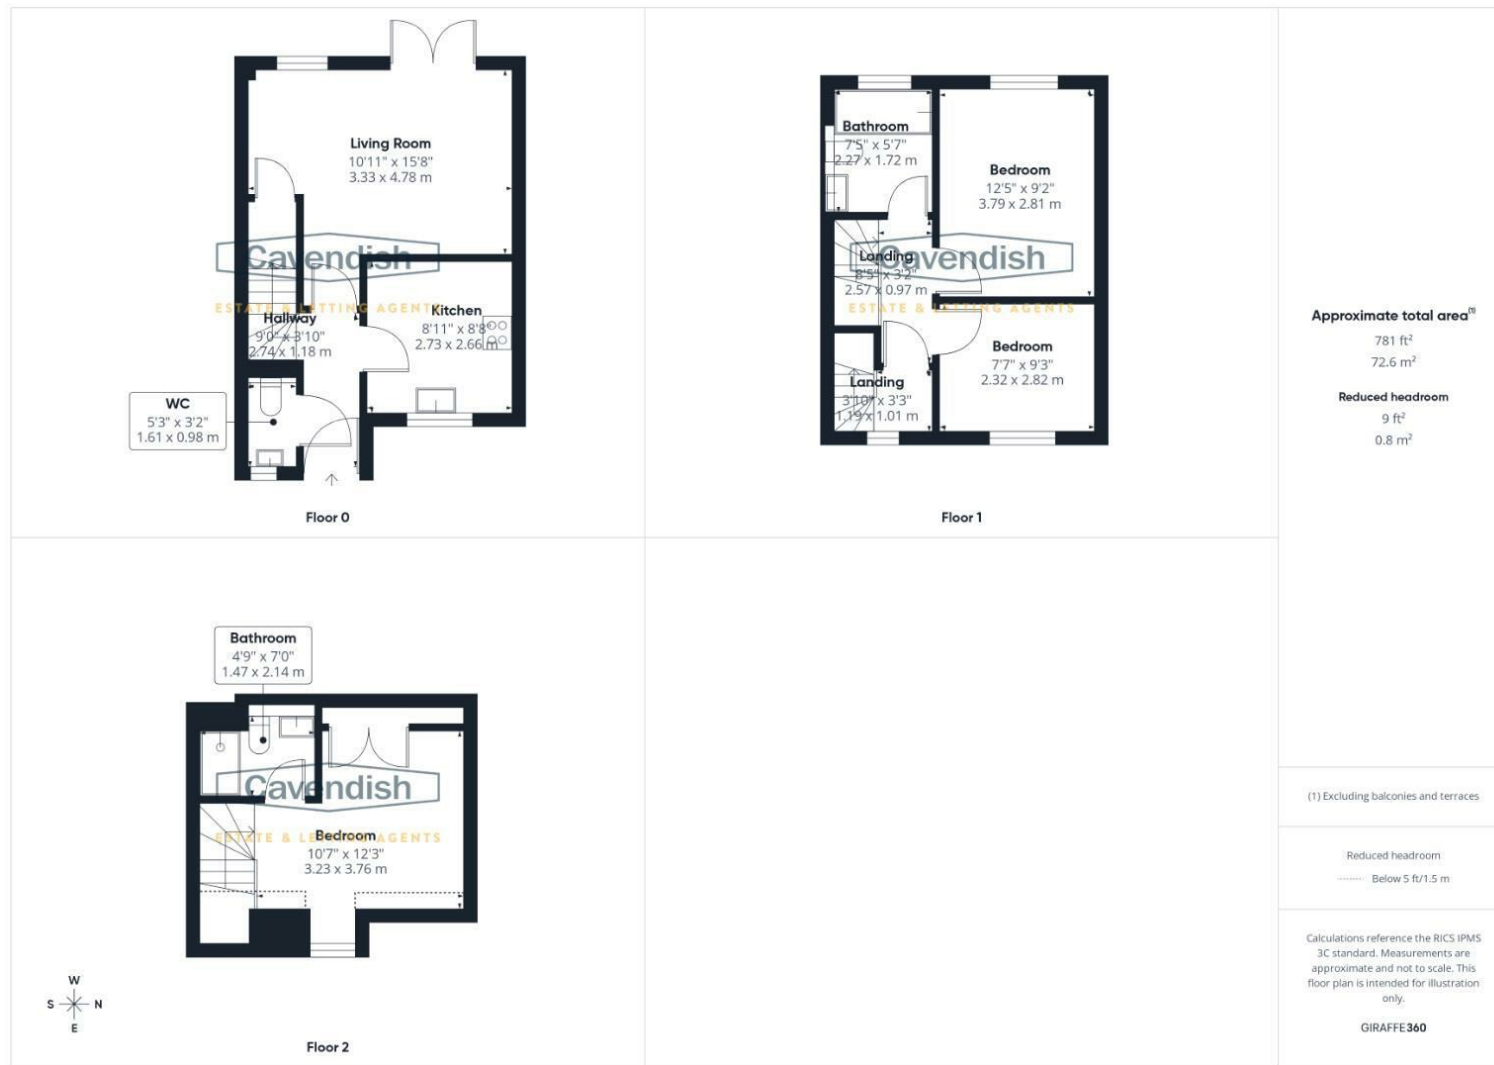 Living Room
10'11" x 15'8"
3.33 x 4.78 m
Cavendish
ESTATE & LETTING AGENTS
Kitchen
8'11" x 8'8"
2.73 x 2.66 m
Hallway
9'0" x 3'10"
2.74 x 1.18 m
WC
5'3" x 3'2"
1.61 x 0.98 m
Floor 0
Bathroom
7'5" x 5'7"
2.27 x 1.72 m
Bedroom
12'5" x 9'2"
3.79 x 2.81 m
Cavendish
Landing
8'5" x 3'2"
2.57 x 0.97 m
ESTATE & LETTING AGENTS
Bedroom
7'7" x 9'3"
2.32 x 2.82 m
Landing
3'10" x 3'3"
1.19 x 1.01 m
Floor 1
Approximate total area(1)
781 ft²
72.6 m²
Reduced headroom
9 ft²
0.8 m²
Bathroom
4'9" x 7'0"
1.47 x 2.14 m
Cavendish
ESTATE & LETTING AGENTS
Bedroom
10'7" x 12'3"
3.23 x 3.76 m
W
S N
E
Floor 2
(1) Excluding balconies and terraces
Reduced headroom
Below 5 ft/1.5 m
Calculations reference the RICS IPMS
3C standard. Measurements are
approximate and not to scale. This
floor plan is intended for illustration
only.
GIRAFFE360